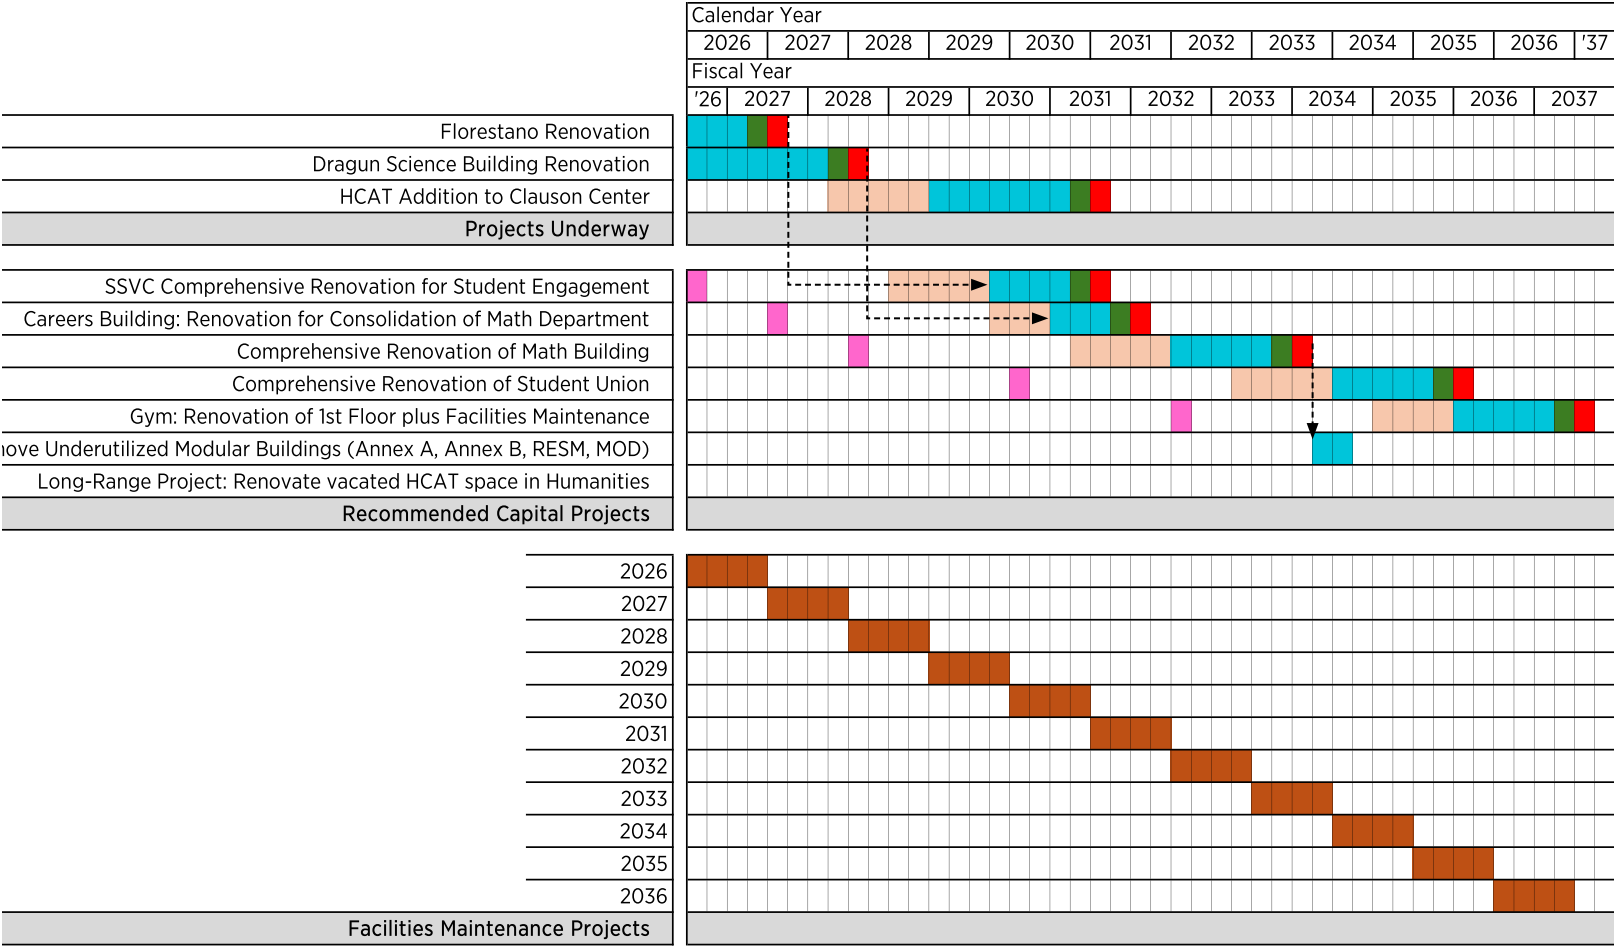 Calendar Year
2026 2027 2028 2029 2030 2031 2032 2033 2034 2035 2036 '37
Fiscal Year
'26 2027 2028 2029 2030 2031 2032 2033 2034 2035 2036 2037
Florestano Renovation
Dragun Science Building Renovation
HCAT Addition to Clauson Center
Projects Underway
SSVC Comprehensive Renovation for Student Engagement
Careers Building: Renovation for Consolidation of Math Department
Comprehensive Renovation of Math Building
Comprehensive Renovation of Student Union
Gym: Renovation of 1st Floor plus Facilities Maintenance
Underutilized Modular Buildings (Annex A, Annex B, RESM, MOD)
Long-Range Project: Renovate vacated HCAT space in Humanities
Recommended Capital Projects
2026
2027
2028
2029
2030
2031
2032
2033
2034
2035
2036
Facilities Maintenance Projects